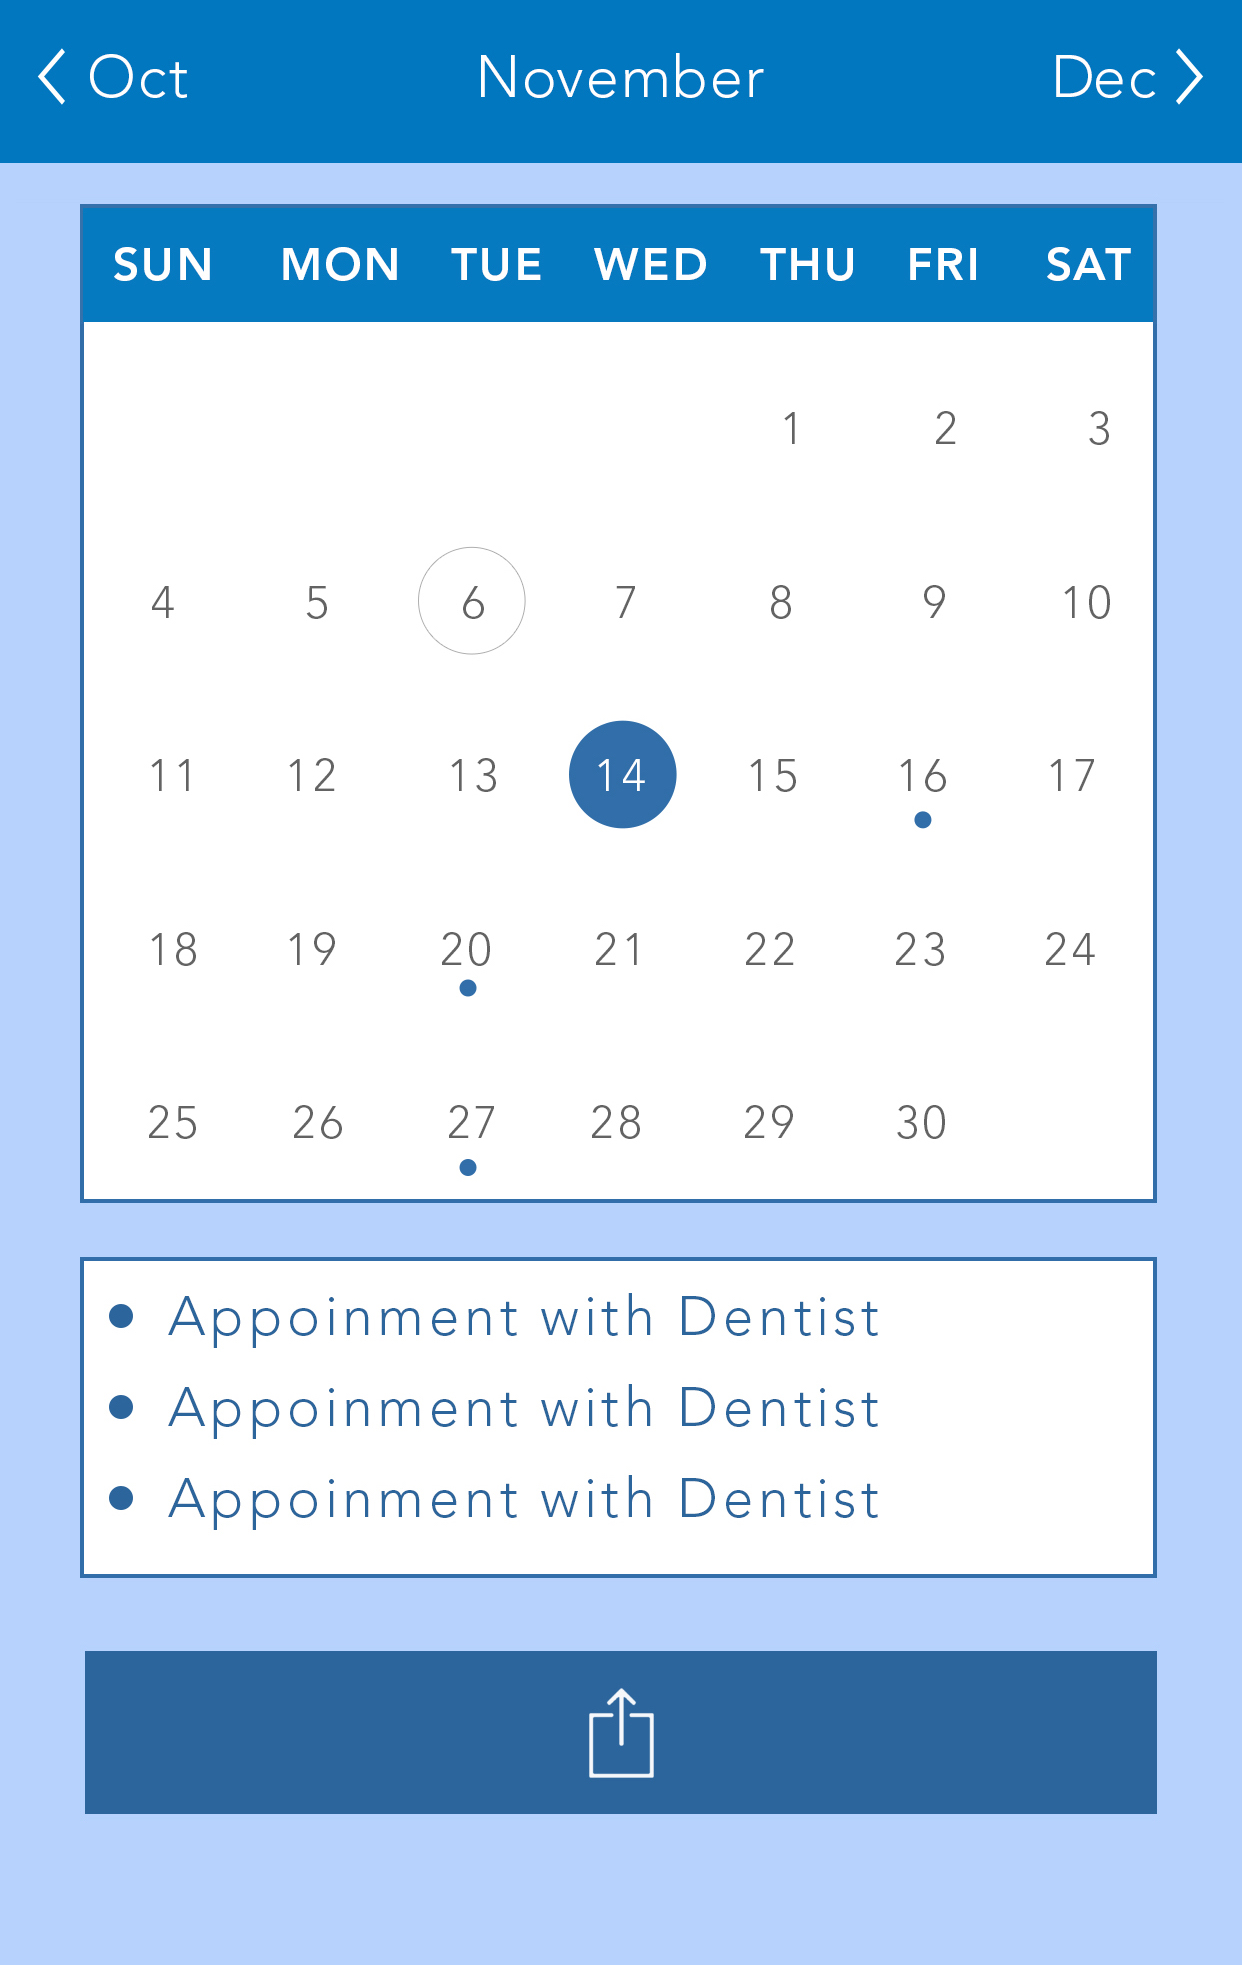 Oct November Dec
SUN MON TUE WED THU FRI SAT
1 2 3
4 5 6 7 8 9 10
11 12 13 14 15 16 17
18 19 20 21 22 23 24
25 26 27 28 29 30
Appoinment with Dentist
Appoinment with Dentist
Appoinment with Dentist